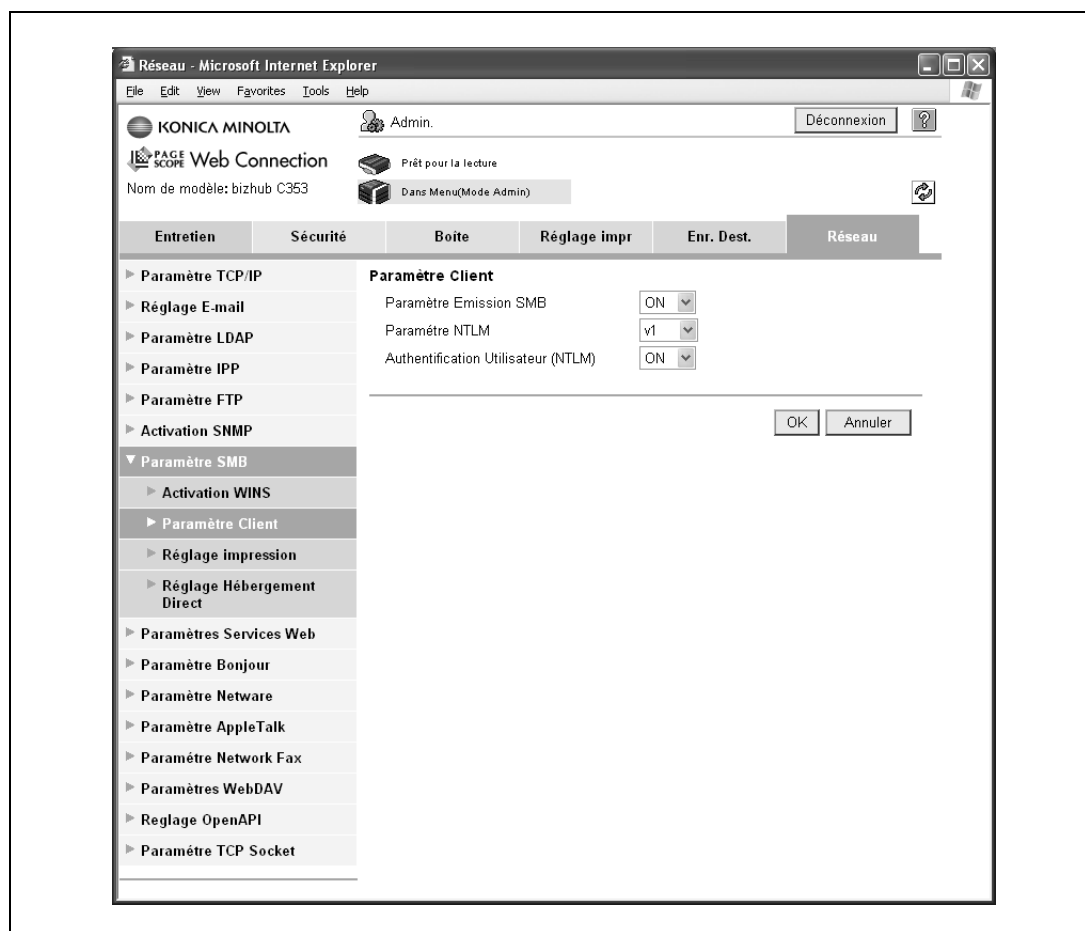 Réseau - Microsoft Internet Explorer
File Edit View Favorites Tools Help
KONICA MINOLTA
Admin.
Déconnexion
?
PAGE SCOPE Web Connection
Prêt pour la lecture
Nom de modèle: bizhub C353
Dans Menu(Mode Admin)
Entretien Sécurité Boîte Réglage impr Enr. Dest. Réseau
Paramètre TCP/IP
Réglage E-mail
Paramètre LDAP
Paramètre IPP
Paramètre FTP
Activation SNMP
Paramètre SMB
Activation WINS
Paramètre Client
Réglage impression
Réglage Hébergement
Direct
Paramètres Services Web
Paramètre Bonjour
Paramètre Netware
Paramètre AppleTalk
Paramétre Network Fax
Paramètres WebDAV
Reglage OpenAPI
Paramétre TCP Socket
Paramètre Client
Paramètre Emission SMB ON
Paramétre NTLM v1
Authentification Utilisateur (NTLM) ON
OK Annuler